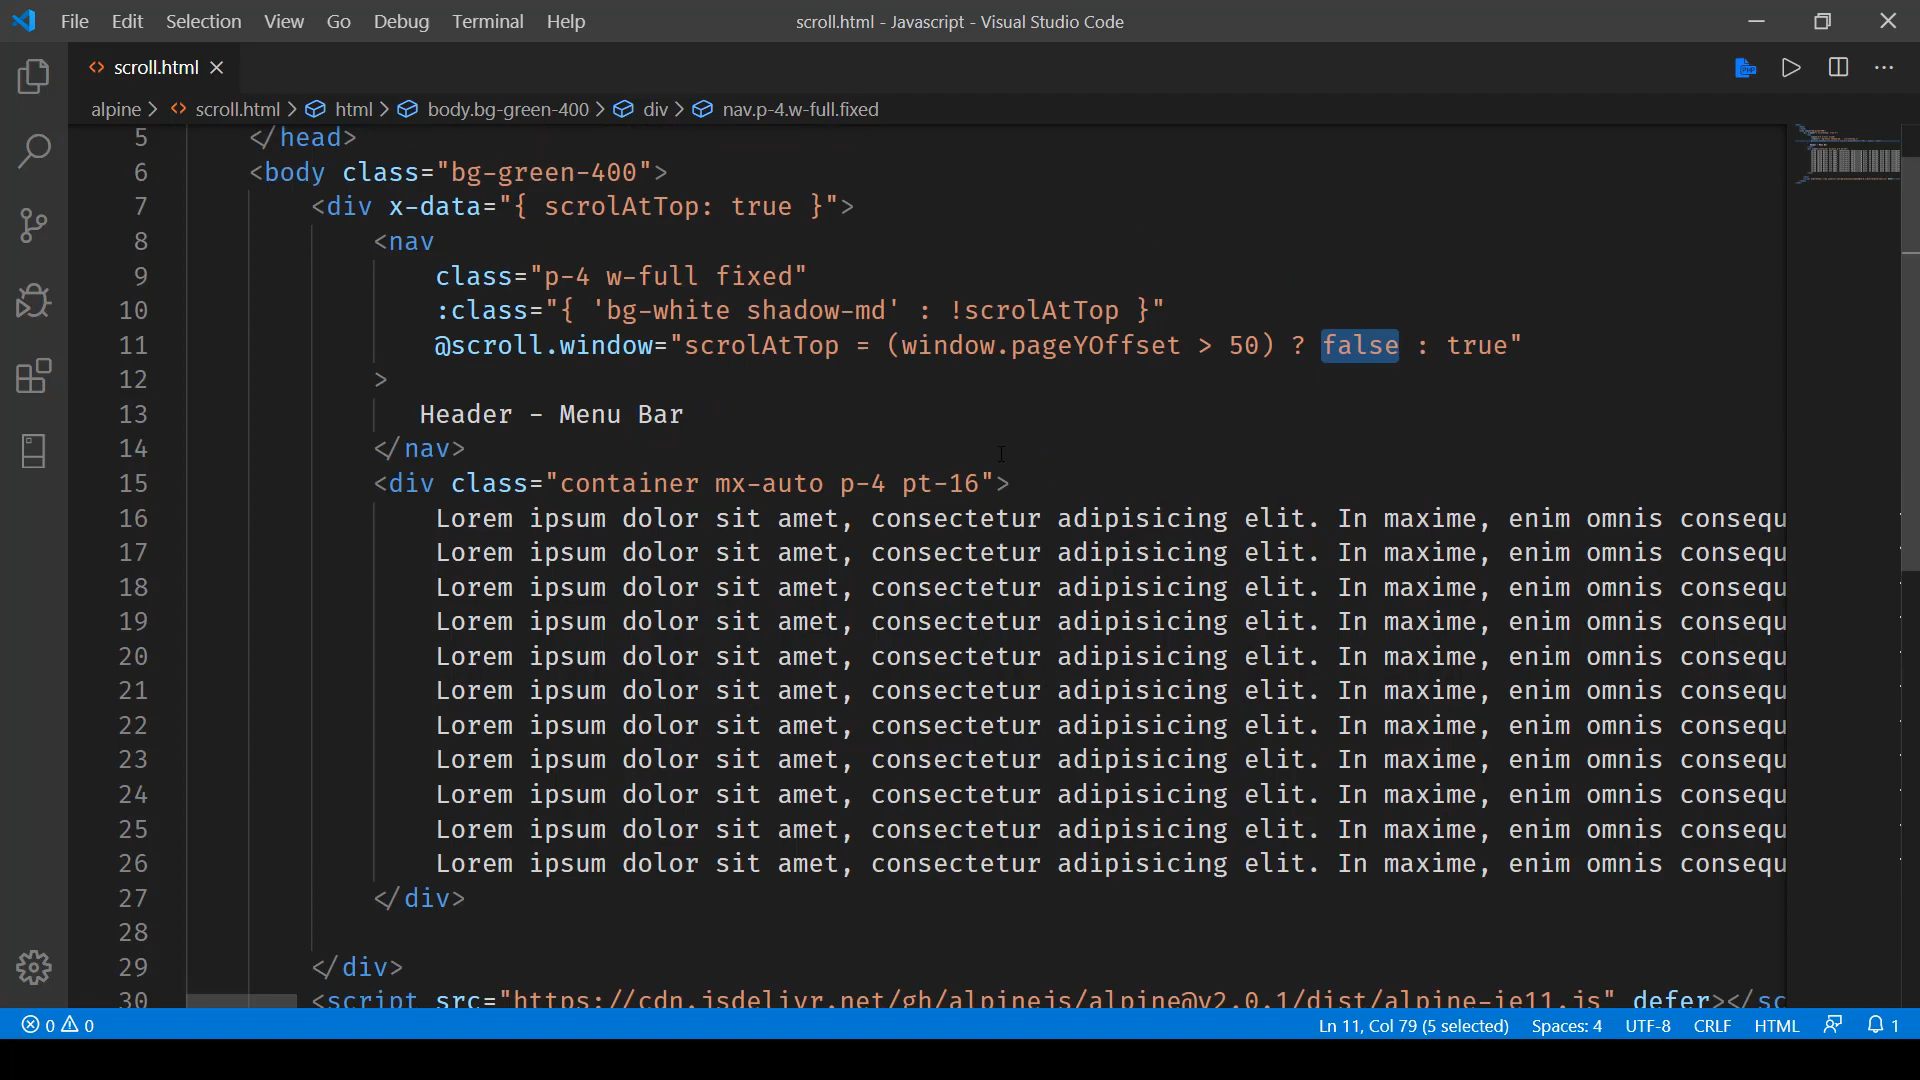 File Edit Selection View Go Debug Terminal Help scroll.html - Javascript - Visual Studio Code
scroll.html
alpine > scroll.html > html > body.bg-green-400 > div > nav.p-4.w-full.fixed
5 </head>
6 <body class="bg-green-400">
7 <div x-data="{ scrolAtTop: true }">
8 <nav
9 class="p-4 w-full fixed"
10 :class="{ 'bg-white shadow-md' : !scrolAtTop }"
11 @scroll.window="scrolAtTop = (window.pageYOffset > 50) ? false : true"
12 >
13 Header - Menu Bar
14 </nav>
15 <div class="container mx-auto p-4 pt-16">
16 Lorem ipsum dolor sit amet, consectetur adipisicing elit. In maxime, enim omnis consequ
17 Lorem ipsum dolor sit amet, consectetur adipisicing elit. In maxime, enim omnis consequ
18 Lorem ipsum dolor sit amet, consectetur adipisicing elit. In maxime, enim omnis consequ
19 Lorem ipsum dolor sit amet, consectetur adipisicing elit. In maxime, enim omnis consequ
20 Lorem ipsum dolor sit amet, consectetur adipisicing elit. In maxime, enim omnis consequ
21 Lorem ipsum dolor sit amet, consectetur adipisicing elit. In maxime, enim omnis consequ
22 Lorem ipsum dolor sit amet, consectetur adipisicing elit. In maxime, enim omnis consequ
23 Lorem ipsum dolor sit amet, consectetur adipisicing elit. In maxime, enim omnis consequ
24 Lorem ipsum dolor sit amet, consectetur adipisicing elit. In maxime, enim omnis consequ
25 Lorem ipsum dolor sit amet, consectetur adipisicing elit. In maxime, enim omnis consequ
26 Lorem ipsum dolor sit amet, consectetur adipisicing elit. In maxime, enim omnis consequ
27 </div>
28
29 </div>
30 <script src="https://cdn.jsdelivr.net/gh/alpinejs/alpine@v2.0.1/dist/alpine-ie11.js" defer></sc
0 0 Ln 11, Col 79 (5 selected) Spaces: 4 UTF-8 CRLF HTML 1